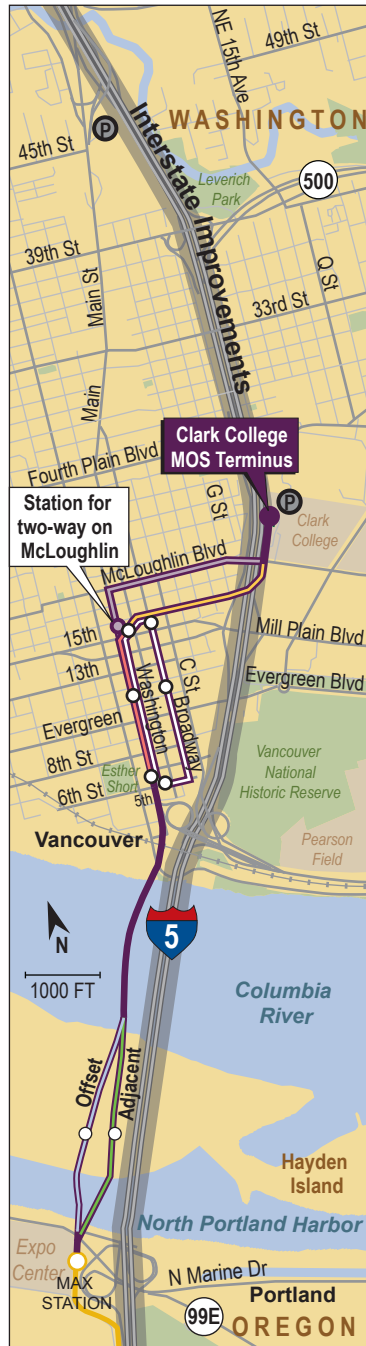 NE 15th Ave
49th St
WASHINGTON
P
45th St
Interstate Improvements
Leverich
Park
500
39th St
Main St
Q St
33rd St
Main
Clark College
MOS Terminus
Fourth Plain Blvd
G St
P
Station for
two-way on
McLoughlin
Clark
College
McLoughlin Blvd
15th
Mill Plain Blvd
13th
Washington
C St
Broadway
Evergreen Blvd
Evergreen
8th St
Esther
Short
6th St
5th
Vancouver
National
Historic Reserve
Vancouver
Pearson
Field
N
5
1000 FT
Columbia
River
Offset
Adjacent
Hayden
Island
North Portland Harbor
Expo
Center
MAX
STATION
N Marine Dr
Portland
99E
OREGON